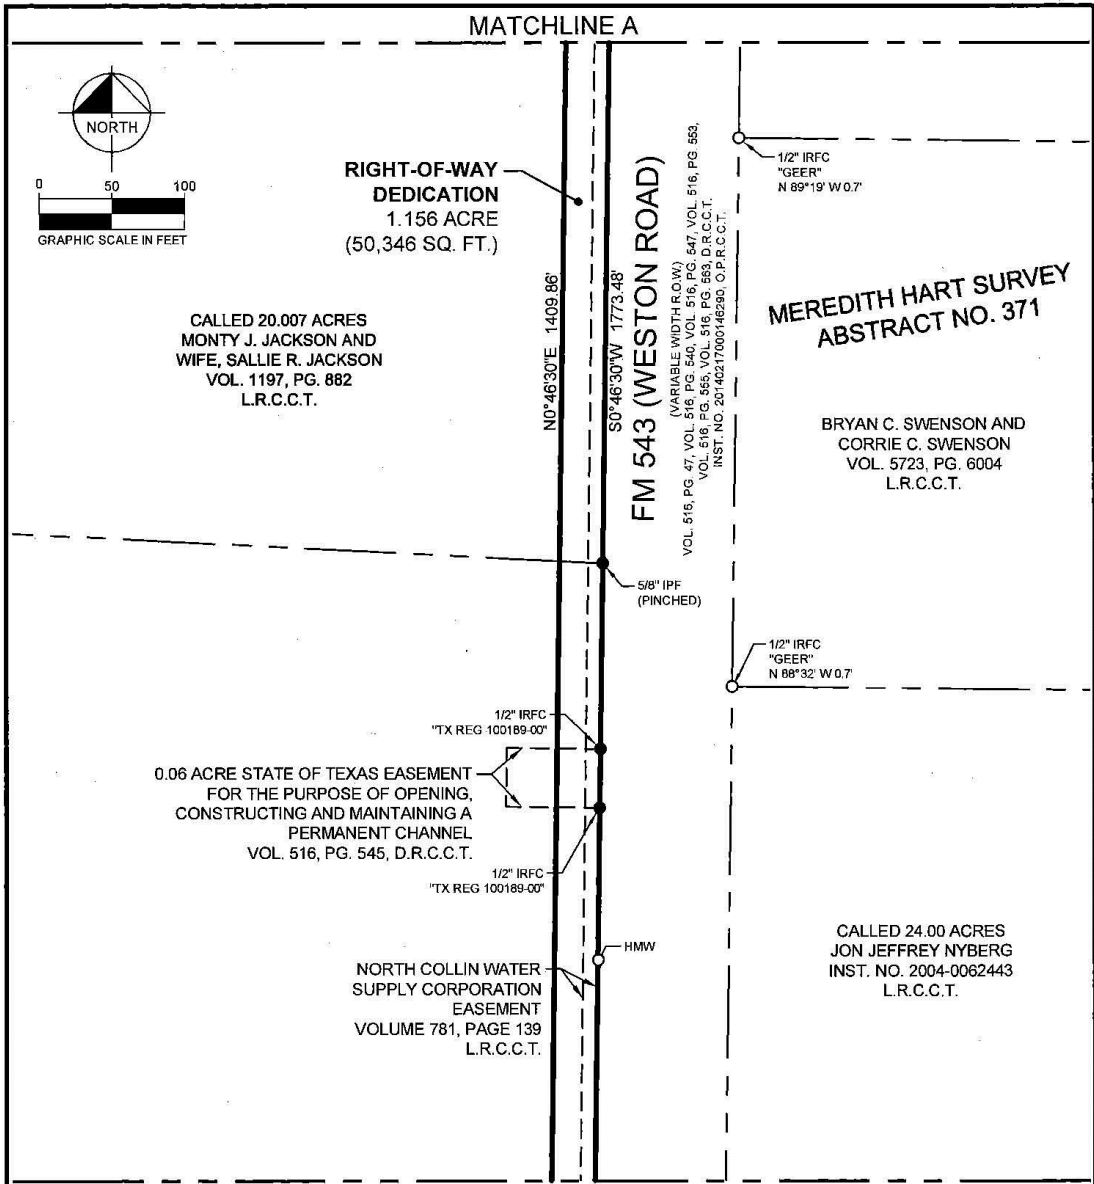 MATCHLINE A
NORTH
0 50 100
GRAPHIC SCALE IN FEET
RIGHT-OF-WAY
DEDICATION
1.156 ACRE
(50,346 SQ. FT.)
CALLED 20.007 ACRES
MONTY J. JACKSON AND
WIFE, SALLIE R. JACKSON
VOL. 1197, PG. 882
L.R.C.C.T.
N0°46'30"E 1409.86'
S0°46'30"W 1773.48'
FM 543 (WESTON ROAD)
(VARIABLE WIDTH R.O.W.)
VOL. 516, PG. 47, VOL. 516, PG. 540, VOL. 516, PG. 547, VOL. 516, PG. 553,
VOL. 516, PG. 555, VOL. 516, PG. 563, D.R.C.C.T.
INST. NO. 20140217000146290, O.P.R.C.C.T.
1/2" IRFC
"GEER"
N 89°19' W 0.7'
MEREDITH HART SURVEY
ABSTRACT NO. 371
BRYAN C. SWENSON AND
CORRIE C. SWENSON
VOL. 5723, PG. 6004
L.R.C.C.T.
5/8" IPF
(PINCHED)
1/2" IRFC
"GEER"
N 88°32' W 0.7'
1/2" IRFC
"TX REG 100189-00"
0.06 ACRE STATE OF TEXAS EASEMENT
FOR THE PURPOSE OF OPENING,
CONSTRUCTING AND MAINTAINING A
PERMANENT CHANNEL
VOL. 516, PG. 545, D.R.C.C.T.
1/2" IRFC
"TX REG 100189-00"
HMW
NORTH COLLIN WATER
SUPPLY CORPORATION
EASEMENT
VOLUME 781, PAGE 139
L.R.C.C.T.
CALLED 24.00 ACRES
JON JEFFREY NYBERG
INST. NO. 2004-0062443
L.R.C.C.T.